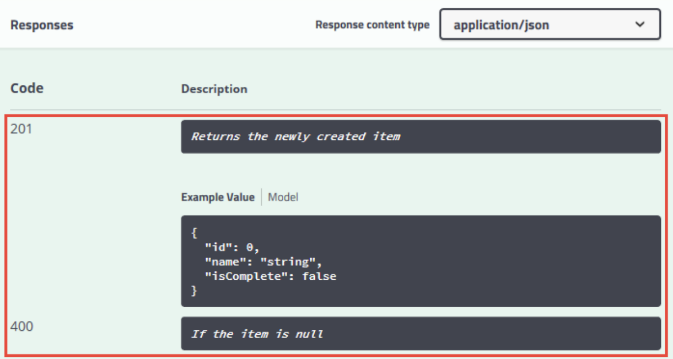 Responses
Response content type application/json
Code Description
201 Returns the newly created item
Example Value Model
{
"id": 0,
"name": "string",
"isComplete": false
}
400 If the item is null